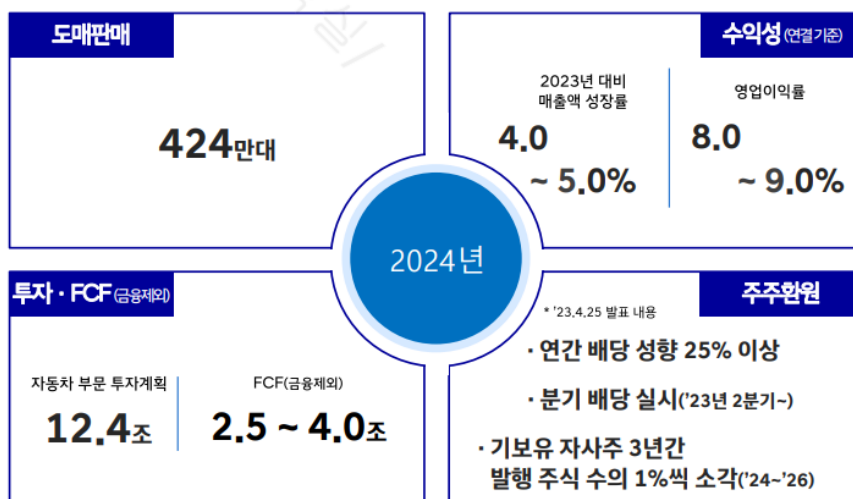 도매판매
424만대
수익성(연결기준)
2023년 대비
매출액 성장률
4.0
~ 5.0%
영업이익률
8.0
~ 9.0%
2024년
투자 · FCF(금융제외)
자동차 부문 투자계획
12.4조
FCF(금융제외)
2.5 ~ 4.0조
주주환원
* '23.4.25 발표 내용
· 연간 배당 성향 25% 이상
· 분기 배당 실시('23년 2분기~)
· 기보유 자사주 3년간
발행 주식 수의 1%씩 소각('24~'26)